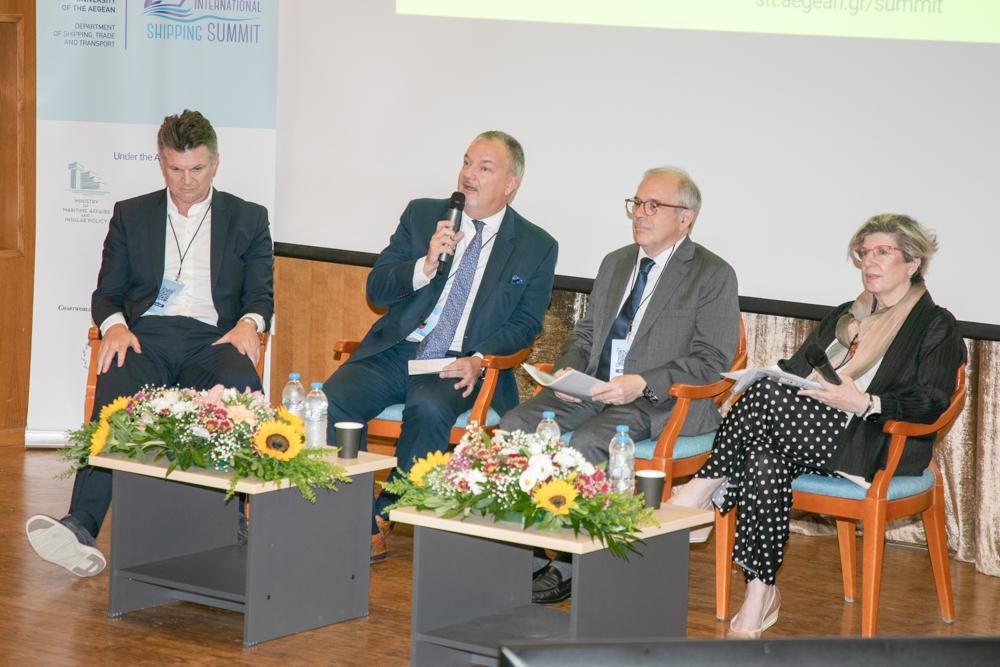 UNIVERSITY
OF THE AEGEAN
DEPARTMENT
OF SHIPPING, TRADE
AND TRANSPORT
INTERNATIONAL
SHIPPING SUMMIT
stt.aegean.gr/summit
Under the
MINISTRY
OF
MARITIME AFFAIRS
AND
INSULAR POLICY